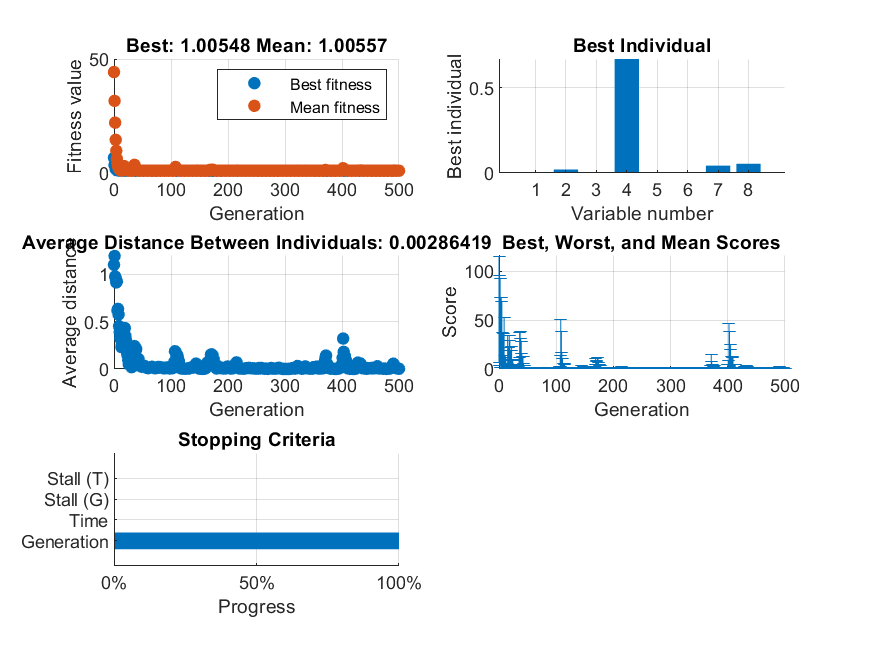 Best: 1.00548 Mean: 1.00557
Fitness value
50
0
Best fitness
Mean fitness
0 100 200 300 400 500
Generation
Best Individual
Best individual
0.5
0
1 2 3 4 5 6 7 8
Variable number
Average Distance Between Individuals: 0.00286419
Average distance
1
0.5
0
0 100 200 300 400 500
Generation
Best, Worst, and Mean Scores
Score
100
50
0
0 100 200 300 400 500
Generation
Stopping Criteria
Stall (T)
Stall (G)
Time
Generation
0% 50% 100%
Progress